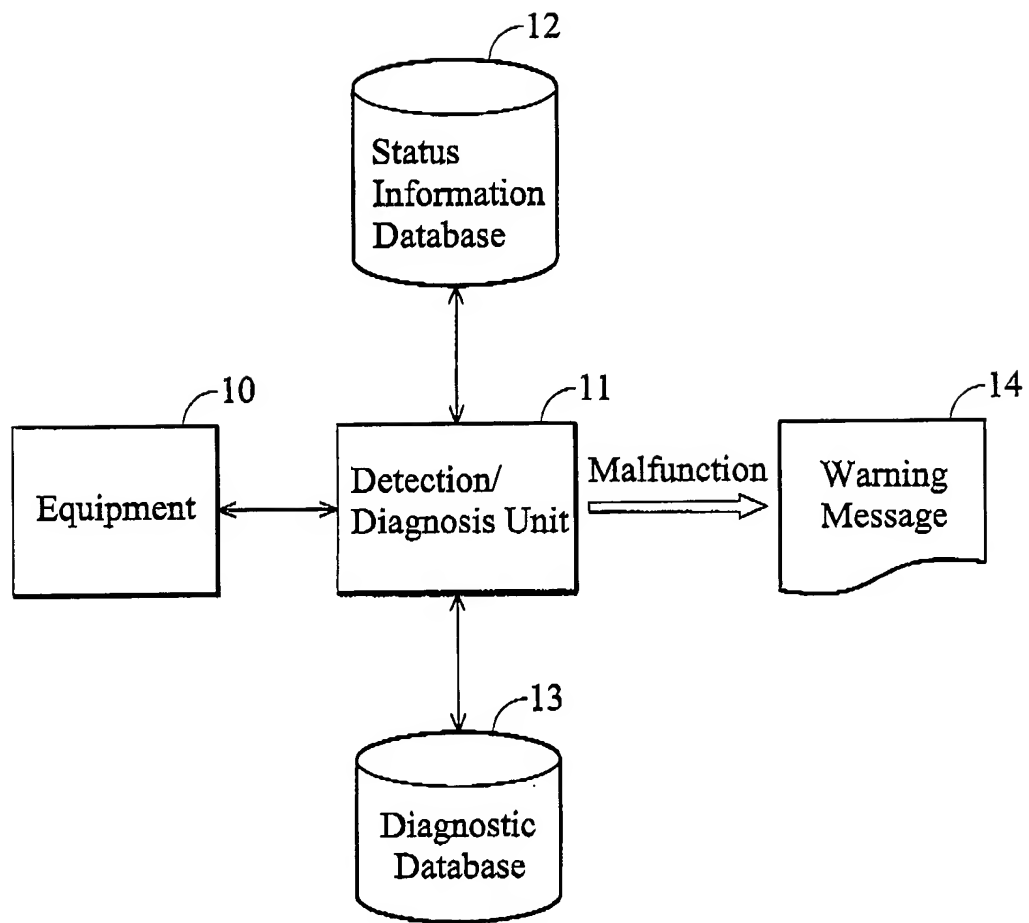 12
Status
Information
Database
10
11
14
Equipment
Detection/
Diagnosis Unit
Malfunction
Warning
Message
13
Diagnostic
Database